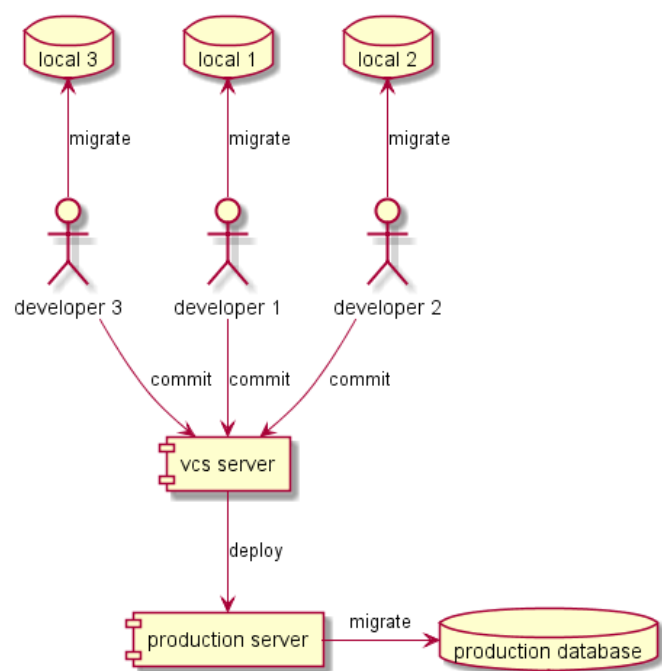 local 3
local 1
local 2
migrate
migrate
migrate
developer 3
developer 1
developer 2
commit
commit
commit
vcs server
deploy
production server
migrate
production database